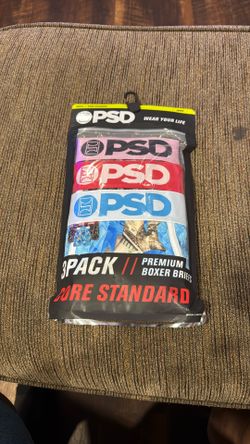 PSD
WEAR YOUR LIFE
PSD
PSD
PSD
3PACK // PREMIUM
BOXER BRIEFS
CORE STANDARD